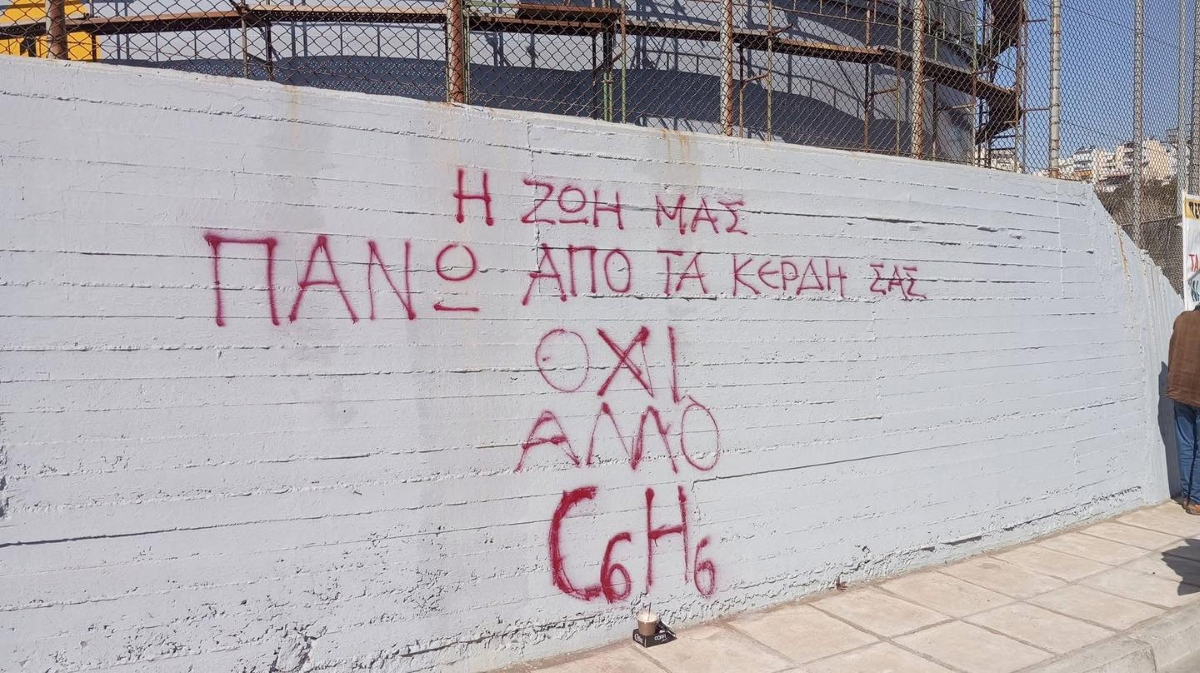 Η ΖΩΗ ΜΑΣ
ΠΑΝΩ ΑΠΟ ΤΑ ΚΕΡΔΗ ΣΑΣ
ΟΧΙ
ΑΛΛΟ
C6H6